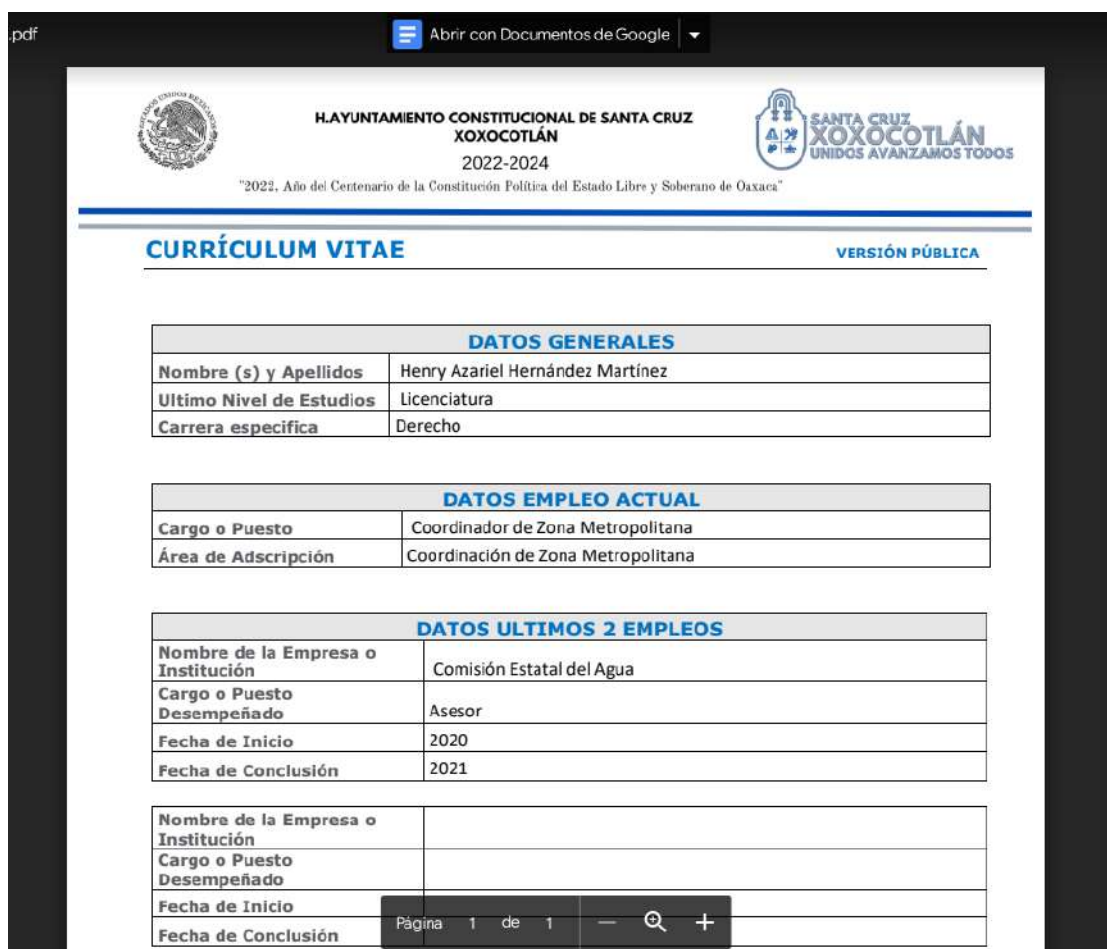 .pdf
Abrir con Documentos de Google
ESTADOS UNIDOS MEXICANOS
H.AYUNTAMIENTO CONSTITUCIONAL DE SANTA CRUZ
XOXOCOTLÁN
2022-2024
"2022, Año del Centenario de la Constitución Política del Estado Libre y Soberano de Oaxaca"
SANTA CRUZ
XOXOCOTLÁN
UNIDOS AVANZAMOS TODOS
CURRÍCULUM VITAE
VERSIÓN PÚBLICA
DATOS GENERALES
Nombre (s) y Apellidos Henry Azariel Hernández Martínez
Ultimo Nivel de Estudios Licenciatura
Carrera especifica Derecho
DATOS EMPLEO ACTUAL
Cargo o Puesto Coordinador de Zona Metropolitana
Área de Adscripción Coordinación de Zona Metropolitana
DATOS ULTIMOS 2 EMPLEOS
Nombre de la Empresa o
Institución Comisión Estatal del Agua
Cargo o Puesto
Desempeñado Asesor
Fecha de Inicio 2020
Fecha de Conclusión 2021
Nombre de la Empresa o
Institución
Cargo o Puesto
Desempeñado
Fecha de Inicio
Fecha de Conclusión
Página 1 de 1